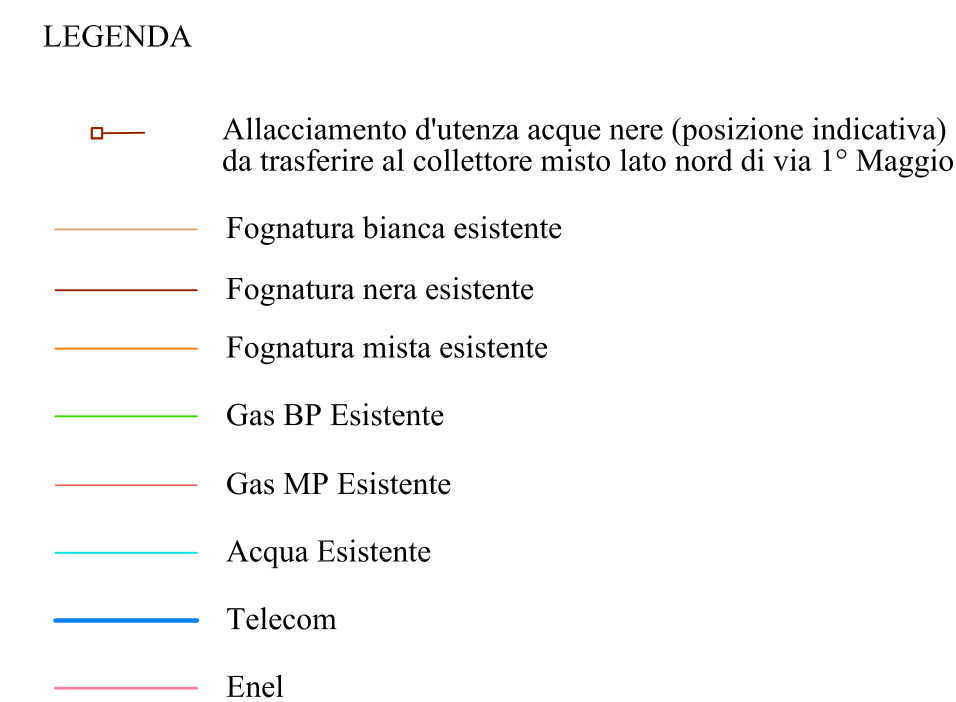 LEGENDA
Allacciamento d'utenza acque nere (posizione indicativa)
da trasferire al collettore misto lato nord di via 1° Maggio
Fognatura bianca esistente
Fognatura nera esistente
Fognatura mista esistente
Gas BP Esistente
Gas MP Esistente
Acqua Esistente
Telecom
Enel